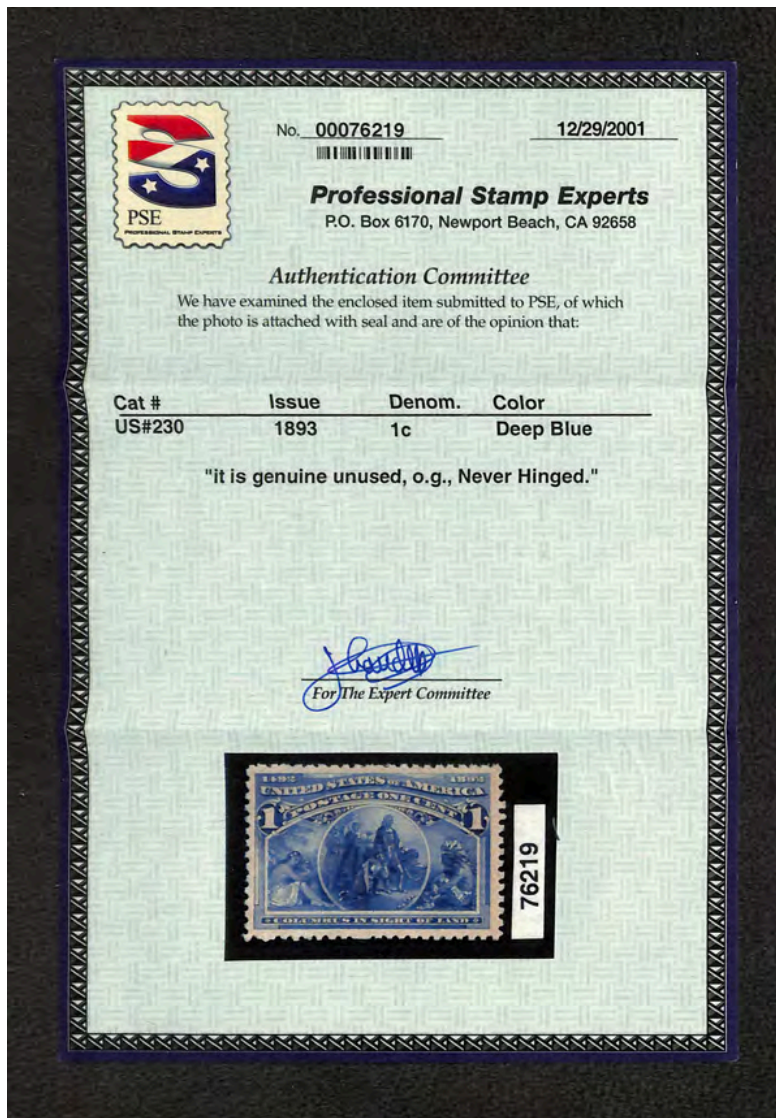 No. 00076219
12/29/2001
PSE
PROFESSIONAL STAMP EXPERTS
Professional Stamp Experts
P.O. Box 6170, Newport Beach, CA 92658
Authentication Committee
We have examined the enclosed item submitted to PSE, of which
the photo is attached with seal and are of the opinion that:
Cat # Issue Denom. Color
US#230 1893 1c Deep Blue
"it is genuine unused, o.g., Never Hinged."
For The Expert Committee
1492 1892
UNITED STATES OF AMERICA
POSTAGE ONE CENT
1 1
COLUMBUS IN SIGHT OF LAND
76219